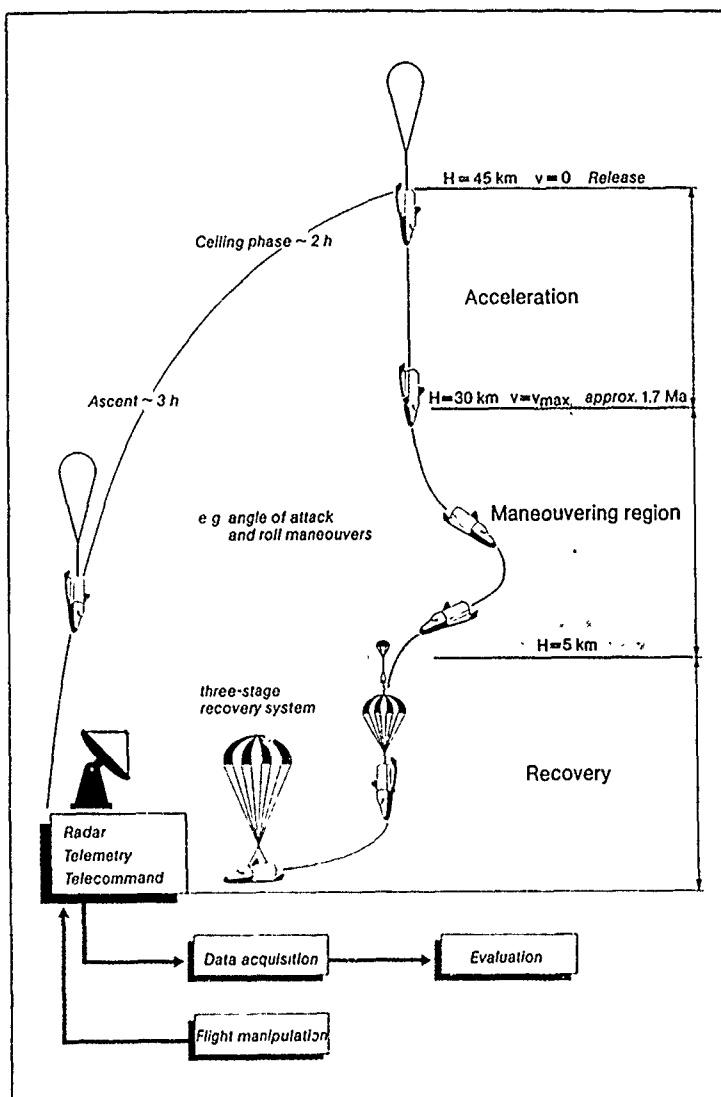 H = 45 km v = 0 Release
Ceiling phase ~ 2 h
Acceleration
Ascent ~ 3 h
H = 30 km v = vmax, approx. 1.7 Ma
e g angle of attack
and roll maneouvers
Maneouvering region
H = 5 km
three-stage
recovery system
Recovery
Radar
Telemetry
Telecommand
Data acquisition
Evaluation
Flight manipulation